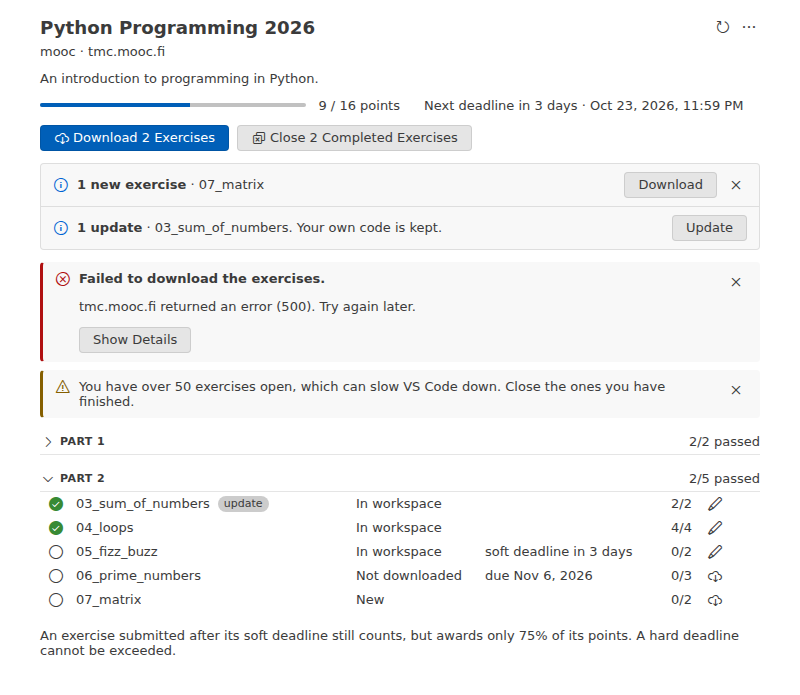 Python Programming 2026
mooc · tmc.mooc.fi
An introduction to programming in Python.
9 / 16 points Next deadline in 3 days · Oct 23, 2026, 11:59 PM
Download 2 Exercises Close 2 Completed Exercises
1 new exercise · 07_matrix Download
1 update · 03_sum_of_numbers. Your own code is kept. Update
Failed to download the exercises.
tmc.mooc.fi returned an error (500). Try again later.
Show Details
You have over 50 exercises open, which can slow VS Code down. Close the ones you have
finished.
PART 1 2/2 passed
PART 2 2/5 passed
03_sum_of_numbers update In workspace 2/2
04_loops In workspace 4/4
05_fizz_buzz In workspace soft deadline in 3 days 0/2
06_prime_numbers Not downloaded due Nov 6, 2026 0/3
07_matrix New 0/2
An exercise submitted after its soft deadline still counts, but awards only 75% of its points. A hard deadline
cannot be exceeded.